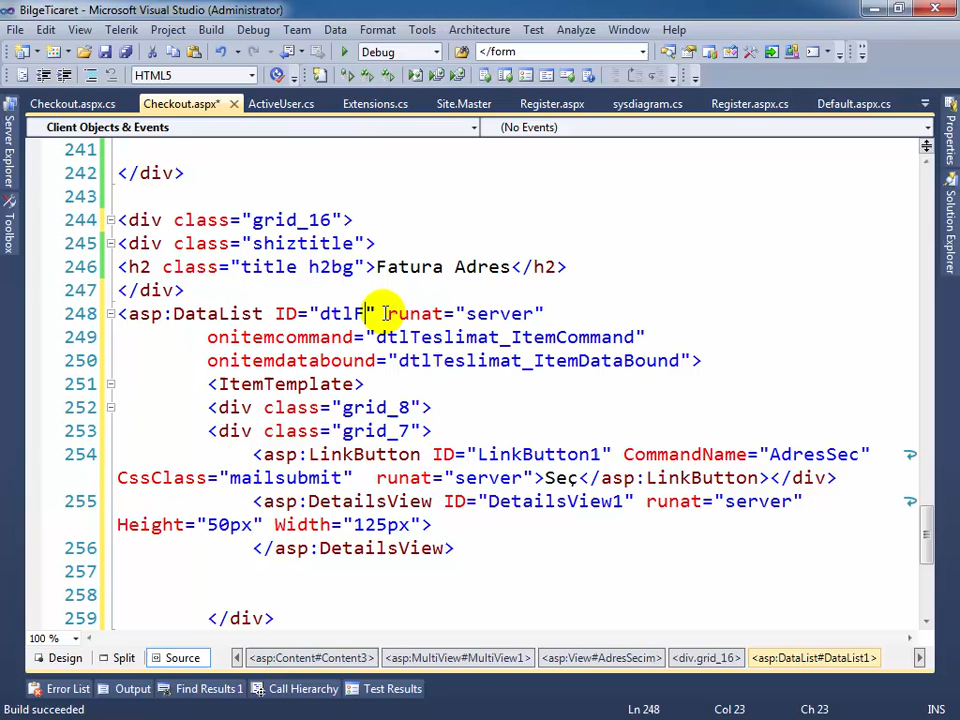 BilgeTicaret - Microsoft Visual Studio (Administrator)
File Edit View Telerik Project Build Debug Team Data Format Tools Architecture Test Analyze Window Help
Debug </form
HTML5
Checkout.aspx.cs Checkout.aspx* ActiveUser.cs Extensions.cs Site.Master Register.aspx sysdiagram.cs Register.aspx.cs Default.aspx.cs
Client Objects & Events (No Events)
Server Explorer
Toolbox
Properties
Solution Explorer
241
242 </div>
243
244 <div class="grid_16">
245 <div class="shiztitle">
246 <h2 class="title h2bg">Fatura Adres</h2>
247 </div>
248 <asp:DataList ID="dtlF" runat="server"
249 onitemcommand="dtlTeslimat_ItemCommand"
250 onitemdatabound="dtlTeslimat_ItemDataBound">
251 <ItemTemplate>
252 <div class="grid_8">
253 <div class="grid_7">
254 <asp:LinkButton ID="LinkButton1" CommandName="AdresSec"
CssClass="mailsubmit" runat="server">Seç</asp:LinkButton></div>
255 <asp:DetailsView ID="DetailsView1" runat="server"
Height="50px" Width="125px">
256 </asp:DetailsView>
257
258
259 </div>
100 %
Design Split Source <asp:Content#Content3> <asp:MultiView#MultiView1> <asp:View#AdresSecim> <div.grid_16> <asp:DataList#DataList1>
Error List Output Find Results 1 Call Hierarchy Test Results
Build succeeded Ln 248 Col 23 Ch 23 INS